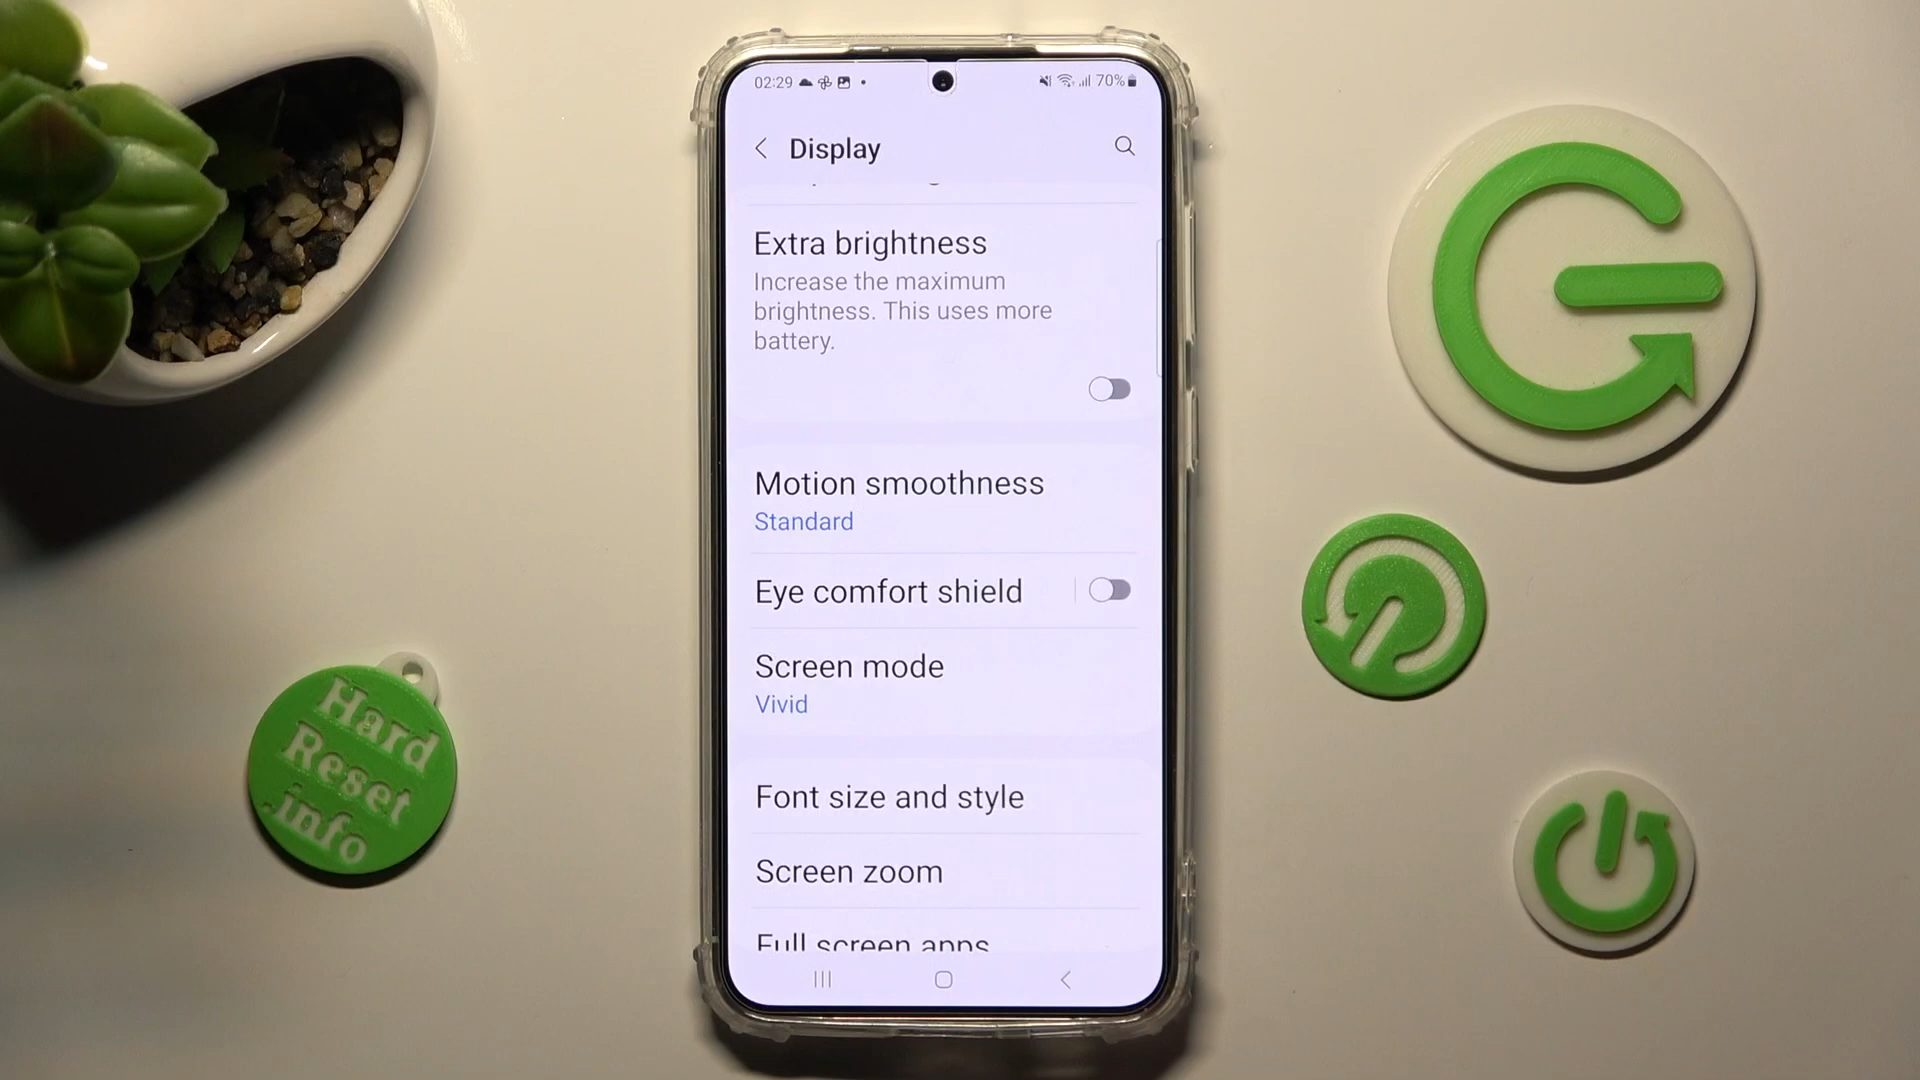 02:29
70%
Display
Extra brightness
Increase the maximum
brightness. This uses more
battery.
Motion smoothness
Standard
Eye comfort shield
Screen mode
Vivid
Font size and style
Screen zoom
Full screen apps
Hard
Reset
.info